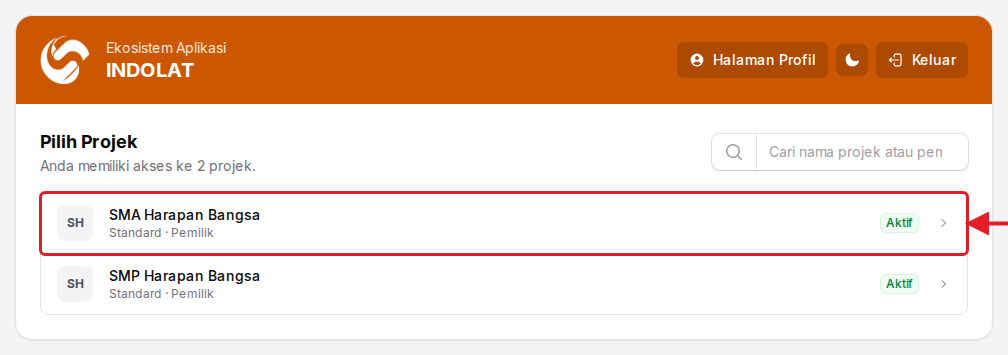 Ekosistem Aplikasi
INDOLAT
Halaman Profil
Keluar
Pilih Projek
Anda memiliki akses ke 2 projek.
Cari nama projek atau pen
SH
SMA Harapan Bangsa
Standard · Pemilik
Aktif
SH
SMP Harapan Bangsa
Standard · Pemilik
Aktif